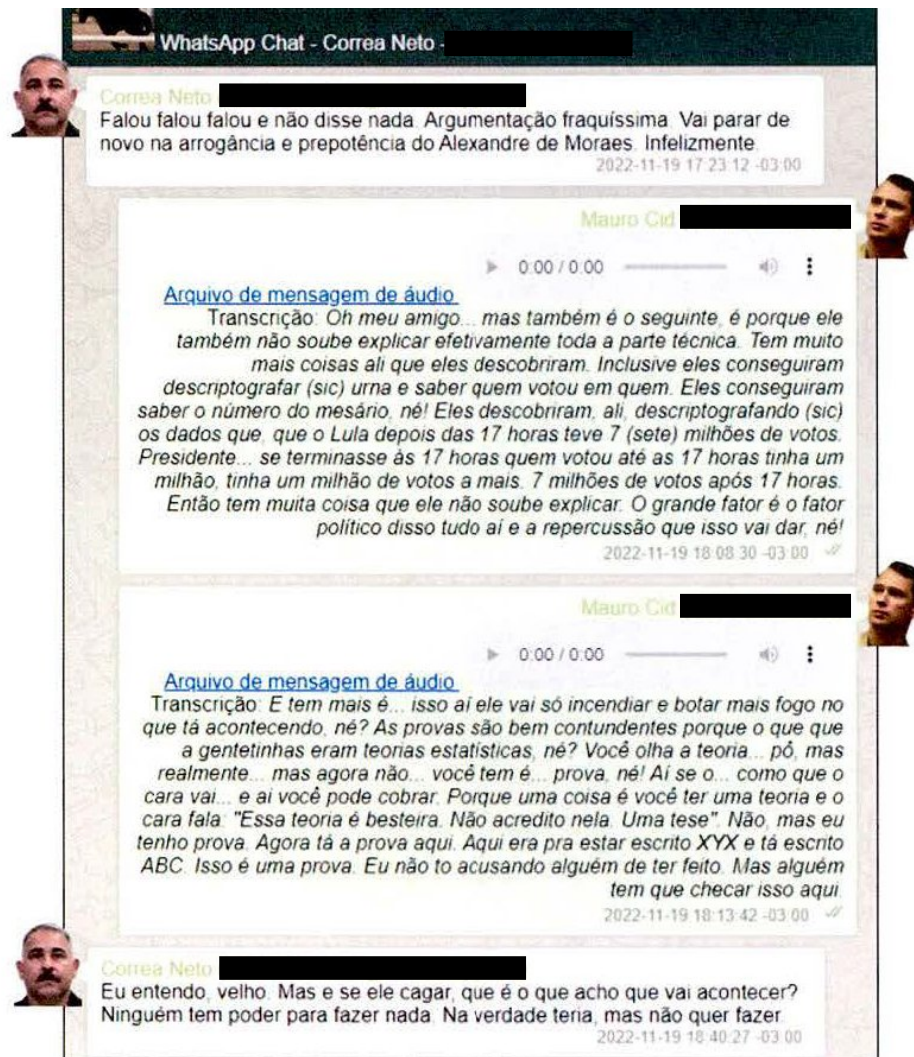 WhatsApp Chat - Correa Neto -
Correa Neto
Falou falou falou e não disse nada. Argumentação fraquíssima. Vai parar de
novo na arrogância e prepotência do Alexandre de Moraes. Infelizmente.
2022-11-19 17:23:12 -03:00
Mauro Cid
0:00 / 0:00
Arquivo de mensagem de áudio
Transcrição: Oh meu amigo... mas também é o seguinte, é porque ele
também não soube explicar efetivamente toda a parte técnica. Tem muito
mais coisas ali que eles descobriram. Inclusive eles conseguiram
descriptografar (sic) urna e saber quem votou em quem. Eles conseguiram
saber o número do mesário, né! Eles descobriram, ali, descriptografando (sic)
os dados que, que o Lula depois das 17 horas teve 7 (sete) milhões de votos.
Presidente... se terminasse às 17 horas quem votou até as 17 horas tinha um
milhão, tinha um milhão de votos a mais. 7 milhões de votos após 17 horas.
Então tem muita coisa que ele não soube explicar. O grande fator é o fator
político disso tudo aí e a repercussão que isso vai dar, né!
2022-11-19 18:08:30 -03:00
Mauro Cid
0:00 / 0:00
Arquivo de mensagem de áudio
Transcrição: E tem mais é... isso aí ele vai só incendiar e botar mais fogo no
que tá acontecendo, né? As provas são bem contundentes porque o que que
a gentetinhas eram teorias estatísticas, né? Você olha a teoria... pô, mas
realmente... mas agora não... você tem é... prova, né! Aí se o... como que o
cara vai... e aí você pode cobrar. Porque uma coisa é você ter uma teoria e o
cara fala: "Essa teoria é besteira. Não acredito nela. Uma tese". Não, mas eu
tenho prova. Agora tá a prova aqui. Aqui era pra estar escrito XYX e tá escrito
ABC. Isso é uma prova. Eu não to acusando alguém de ter feito. Mas alguém
tem que checar isso aqui.
2022-11-19 18:13:42 -03:00
Correa Neto
Eu entendo, velho. Mas e se ele cagar, que é o que acho que vai acontecer?
Ninguém tem poder para fazer nada. Na verdade teria, mas não quer fazer.
2022-11-19 18:40:27 -03:00